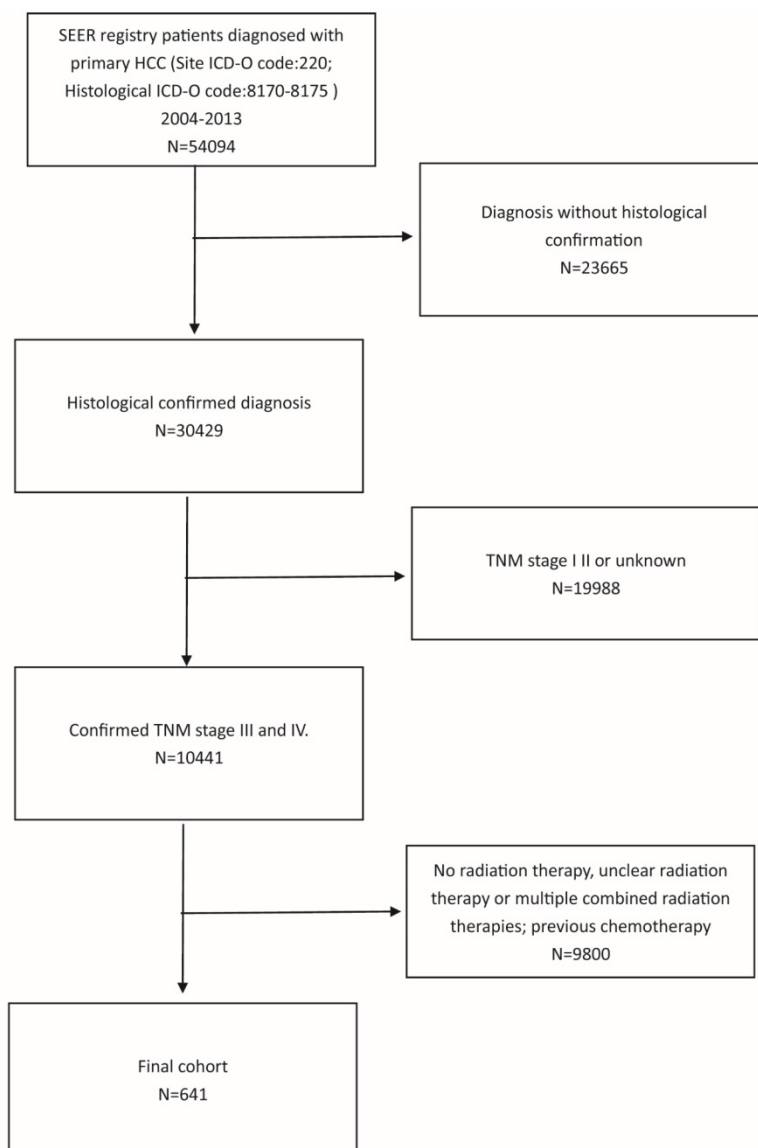 SEER registry patients diagnosed with
primary HCC (Site ICD-O code:220;
Histological ICD-O code:8170-8175 )
2004-2013
N=54094
Diagnosis without histological
confirmation
N=23665
Histological confirmed diagnosis
N=30429
TNM stage I II or unknown
N=19988
Confirmed TNM stage III and IV.
N=10441
No radiation therapy, unclear radiation
therapy or multiple combined radiation
therapies; previous chemotherapy
N=9800
Final cohort
N=641